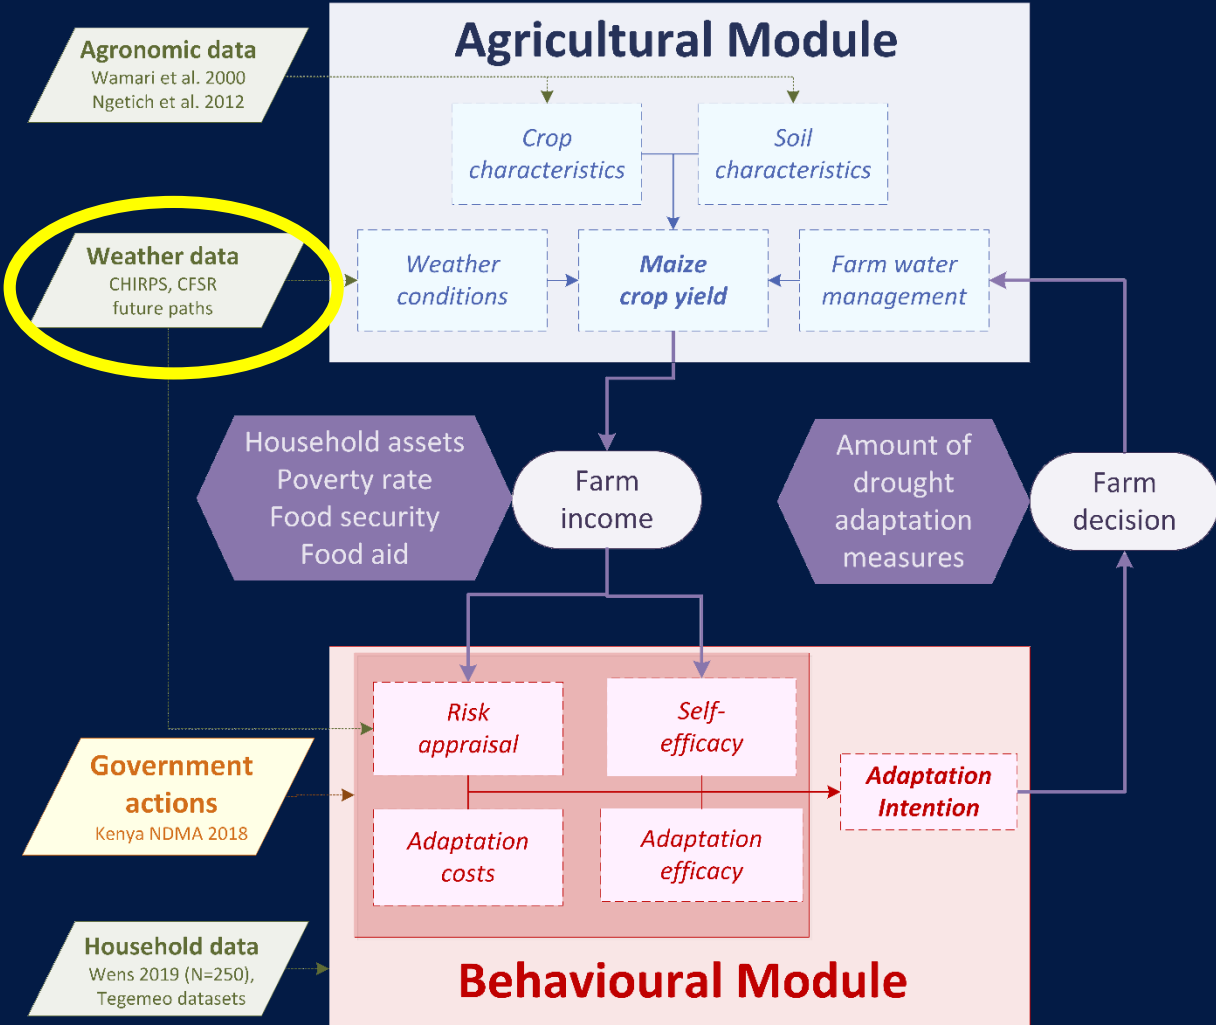 Agricultural Module
Agronomic data
Wamari et al. 2000
Ngetich et al. 2012
Crop
characteristics
Soil
characteristics
Weather data
CHIRPS, CFSR
future paths
Weather
conditions
Maize
crop yield
Farm water
management
Household assets
Poverty rate
Food security
Food aid
Farm
income
Amount of
drought
adaptation
measures
Farm
decision
Risk
appraisal
Self-
efficacy
Government
actions
Kenya NDMA 2018
Adaptation
Intention
Adaptation
costs
Adaptation
efficacy
Household data
Wens 2019 (N=250),
Tegemeo datasets
Behavioural Module